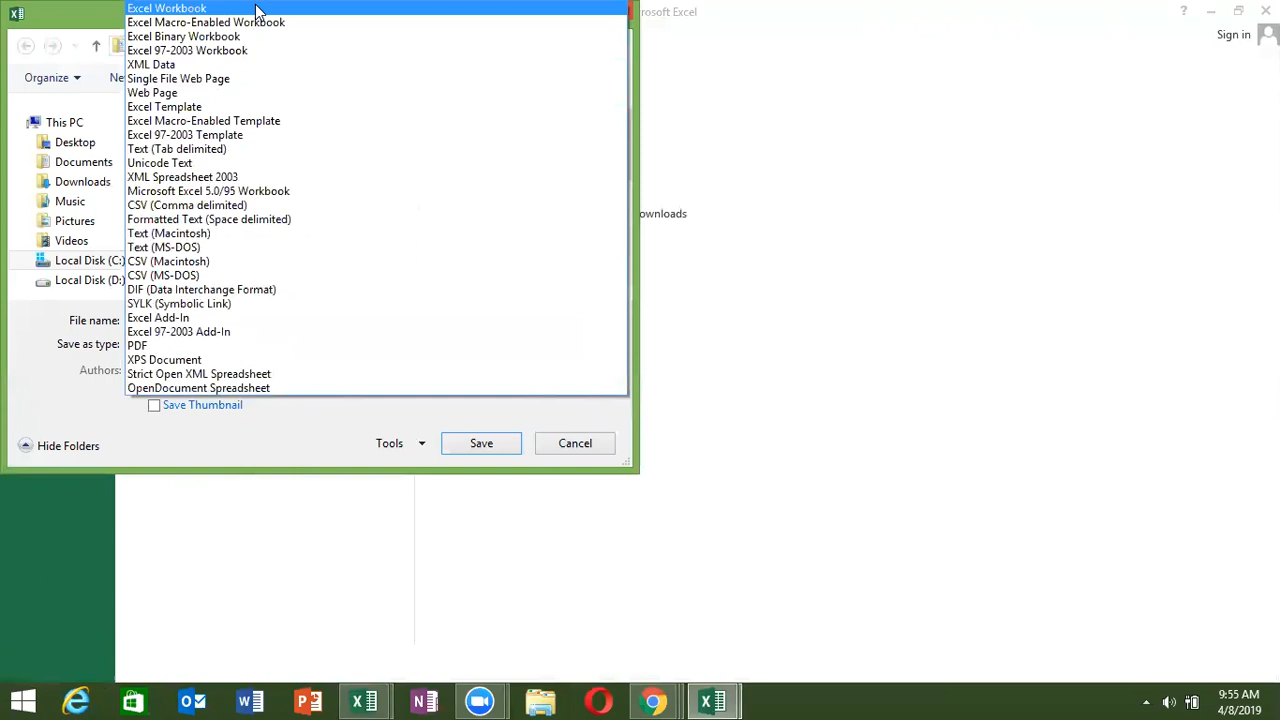 Excel Workbook
Excel Macro-Enabled Workbook
Excel Binary Workbook
Excel 97-2003 Workbook
XML Data
Single File Web Page
Web Page
Excel Template
Excel Macro-Enabled Template
Excel 97-2003 Template
Text (Tab delimited)
Unicode Text
XML Spreadsheet 2003
Microsoft Excel 5.0/95 Workbook
CSV (Comma delimited)
Formatted Text (Space delimited)
Text (Macintosh)
Text (MS-DOS)
CSV (Macintosh)
CSV (MS-DOS)
DIF (Data Interchange Format)
SYLK (Symbolic Link)
Excel Add-In
Excel 97-2003 Add-In
PDF
XPS Document
Strict Open XML Spreadsheet
OpenDocument Spreadsheet
Organize
Ne
This PC
Desktop
Documents
Downloads
Music
Pictures
Videos
Local Disk (C:)
Local Disk (D:)
File name:
Save as type:
Authors:
Save Thumbnail
Hide Folders
Tools
Save
Cancel
rosoft Excel
?
Sign in
ownloads
9:55 AM
4/8/2019